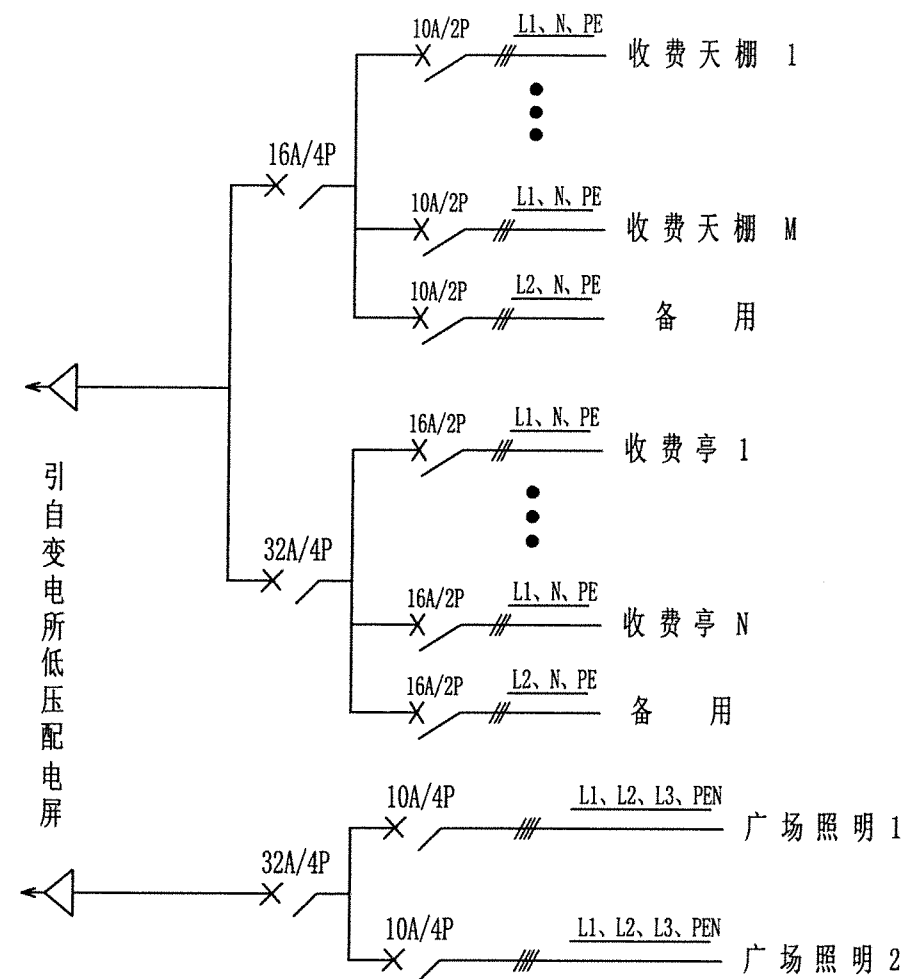 10A/2P L1、N、PE 收费天棚 1
16A/4P
10A/2P L1、N、PE 收费天棚 M
10A/2P L2、N、PE 备用
16A/2P L1、N、PE 收费亭 1
32A/4P
16A/2P L1、N、PE 收费亭 N
16A/2P L2、N、PE 备用
引自变电所低压配电屏
10A/4P L1、L2、L3、PEN 广场照明 1
32A/4P
10A/4P L1、L2、L3、PEN 广场照明 2